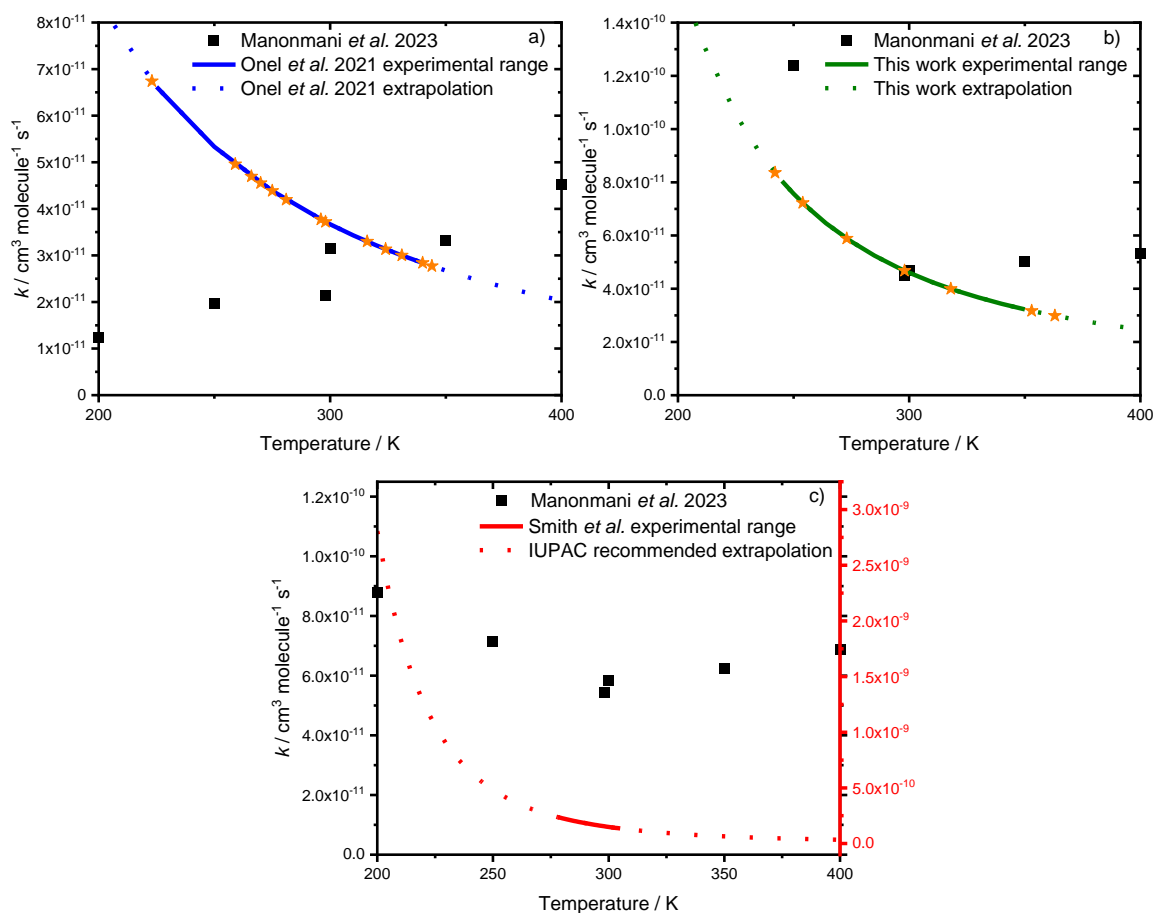 a)
Manonmani et al. 2023
Onel et al. 2021 experimental range
Onel et al. 2021 extrapolation
8x10⁻¹¹
7x10⁻¹¹
6x10⁻¹¹
5x10⁻¹¹
4x10⁻¹¹
3x10⁻¹¹
2x10⁻¹¹
1x10⁻¹¹
0
k / cm³ molecule⁻¹ s⁻¹
200 300 400
Temperature / K
b)
Manonmani et al. 2023
This work experimental range
This work extrapolation
1.4x10⁻¹⁰
1.2x10⁻¹⁰
1.0x10⁻¹⁰
8.0x10⁻¹¹
6.0x10⁻¹¹
4.0x10⁻¹¹
2.0x10⁻¹¹
0.0
k / cm³ molecule⁻¹ s⁻¹
200 300 400
Temperature / K
c)
Manonmani et al. 2023
Smith et al. experimental range
IUPAC recommended extrapolation
1.2x10⁻¹⁰
1.0x10⁻¹⁰
8.0x10⁻¹¹
6.0x10⁻¹¹
4.0x10⁻¹¹
2.0x10⁻¹¹
0.0
k / cm³ molecule⁻¹ s⁻¹
3.0x10⁻⁹
2.5x10⁻⁹
2.0x10⁻⁹
1.5x10⁻⁹
1.0x10⁻⁹
5.0x10⁻¹⁰
0.0
200 250 300 350 400
Temperature / K